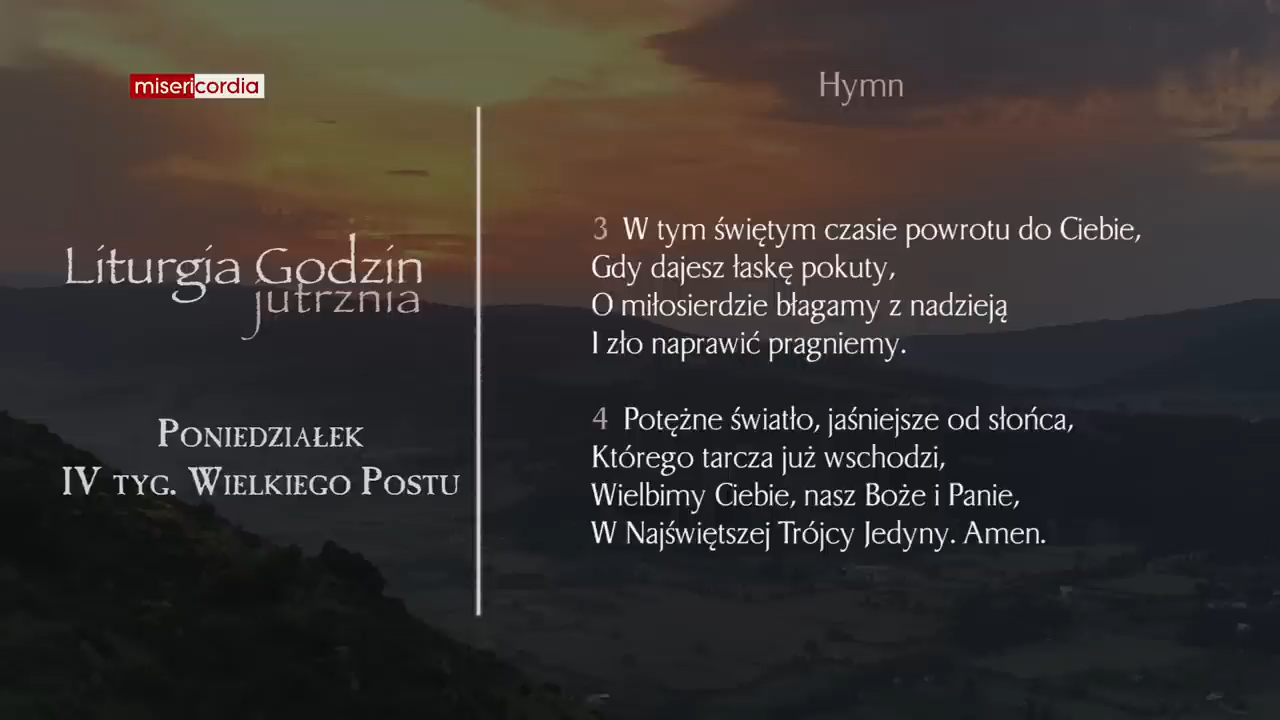 misericordia
Hymn
Liturgia Godzin
jutrznia
Poniedziałek
IV tyg. Wielkiego Postu
3 W tym świętym czasie powrotu do Ciebie,
Gdy dajesz łaskę pokuty,
O miłosierdzie błagamy z nadzieją
I zło naprawić pragniemy.
4 Potężne światło, jaśniejsze od słońca,
Którego tarcza już wschodzi,
Wielbimy Ciebie, nasz Boże i Panie,
W Najświętszej Trójcy Jedyny. Amen.